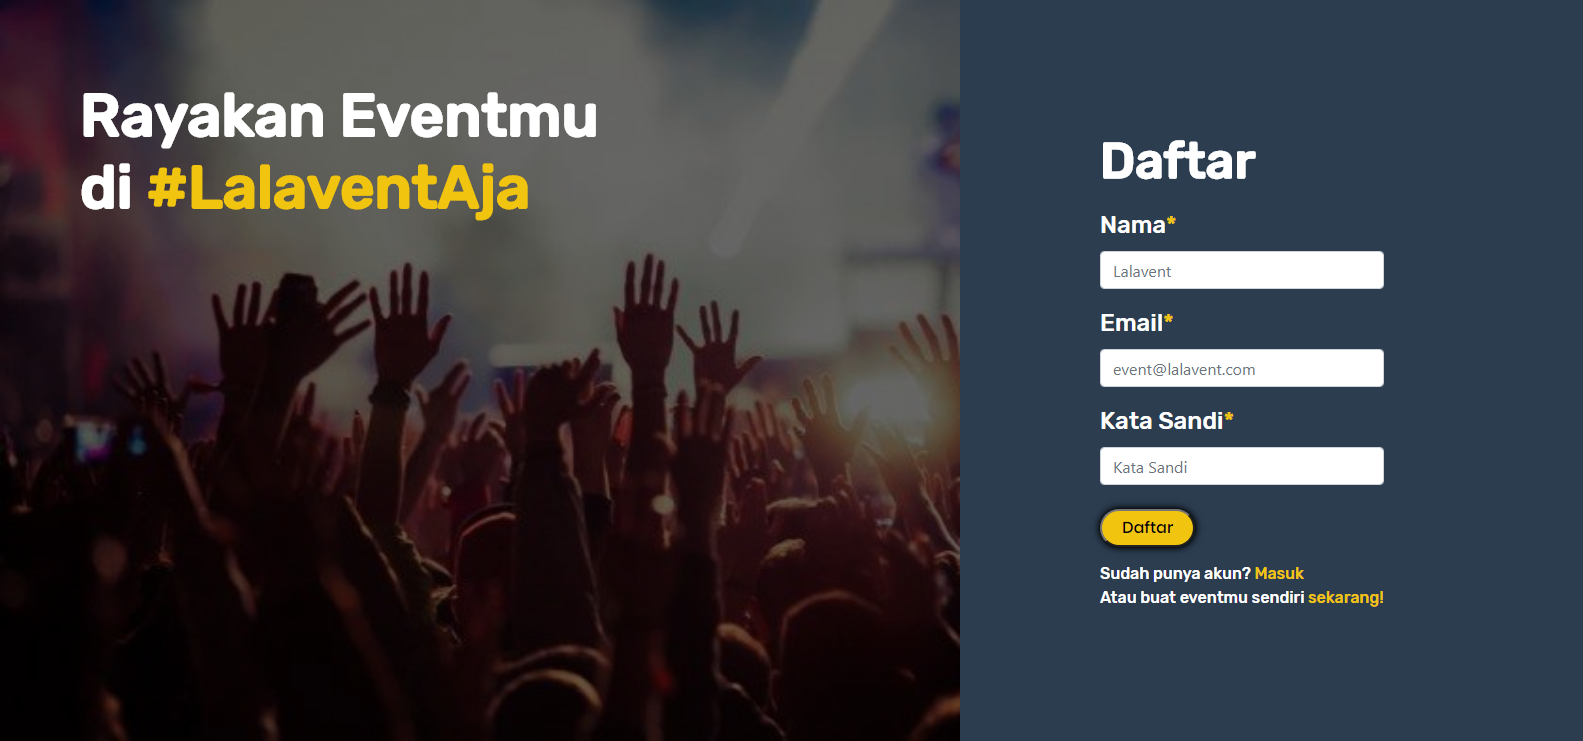 Rayakan Eventmu
di #LalaventAja
Daftar
Nama*
Lalavent
Email*
event@lalavent.com
Kata Sandi*
Kata Sandi
Daftar
Sudah punya akun? Masuk
Atau buat eventmu sendiri sekarang!